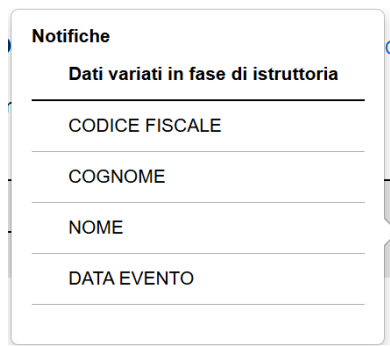 Notifiche
Dati variati in fase di istruttoria
CODICE FISCALE
COGNOME
NOME
DATA EVENTO